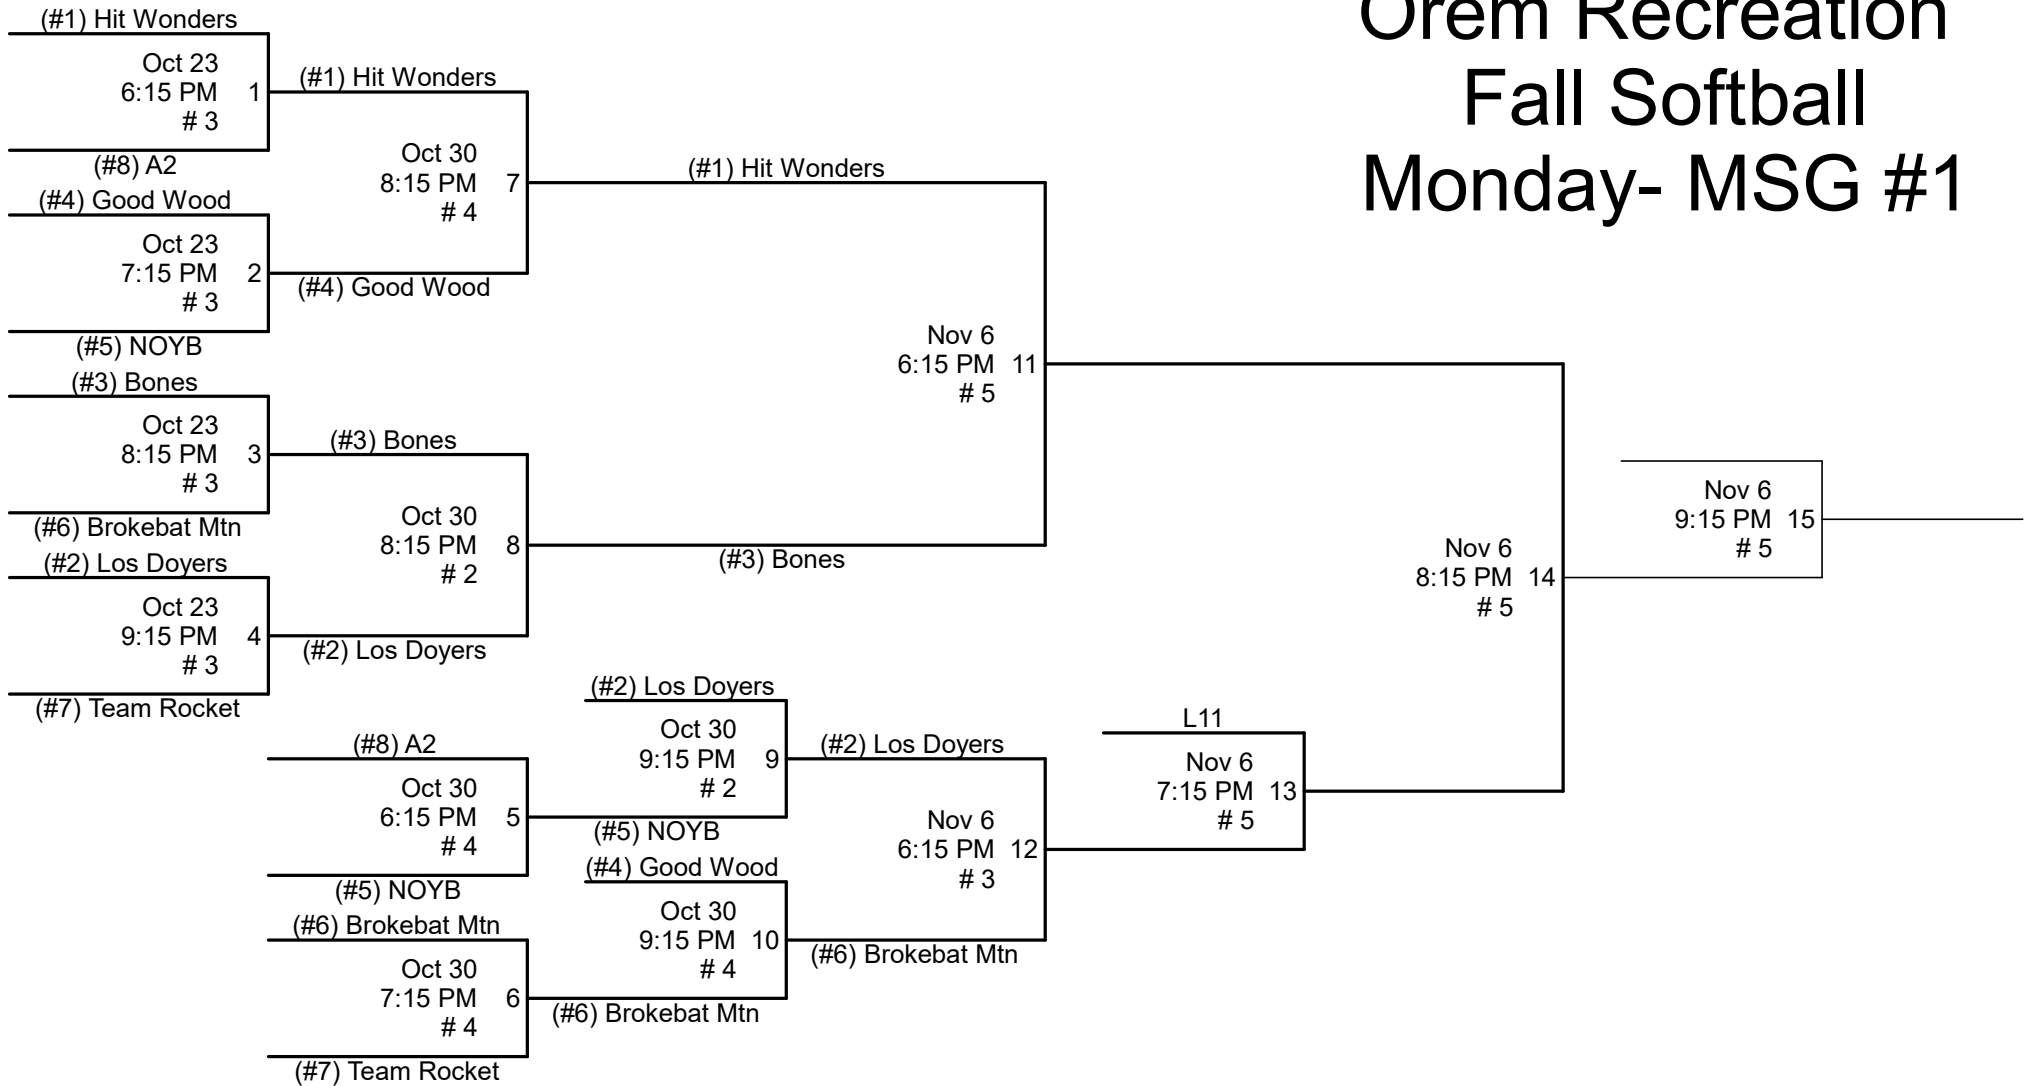 Orem Recreation
Fall Softball
Monday- MSG #1
(#1) Hit Wonders
Oct 23
6:15 PM 1
# 3
(#8) A2
(#4) Good Wood
Oct 23
7:15 PM 2
# 3
(#5) NOYB
(#3) Bones
Oct 23
8:15 PM 3
# 3
(#6) Brokebat Mtn
(#2) Los Doyers
Oct 23
9:15 PM 4
# 3
(#7) Team Rocket
(#1) Hit Wonders
Oct 30
8:15 PM 7
# 4
(#4) Good Wood
(#3) Bones
Oct 30
8:15 PM 8
# 2
(#2) Los Doyers
(#8) A2
Oct 30
6:15 PM 5
# 4
(#5) NOYB
(#6) Brokebat Mtn
Oct 30
7:15 PM 6
# 4
(#7) Team Rocket
(#2) Los Doyers
Oct 30
9:15 PM 9
# 2
(#5) NOYB
(#4) Good Wood
Oct 30
9:15 PM 10
# 4
(#6) Brokebat Mtn
(#1) Hit Wonders
Nov 6
6:15 PM 11
# 5
(#3) Bones
(#2) Los Doyers
Nov 6
6:15 PM 12
# 3
(#6) Brokebat Mtn
L11
Nov 6
7:15 PM 13
# 5
Nov 6
8:15 PM 14
# 5
Nov 6
9:15 PM 15
# 5